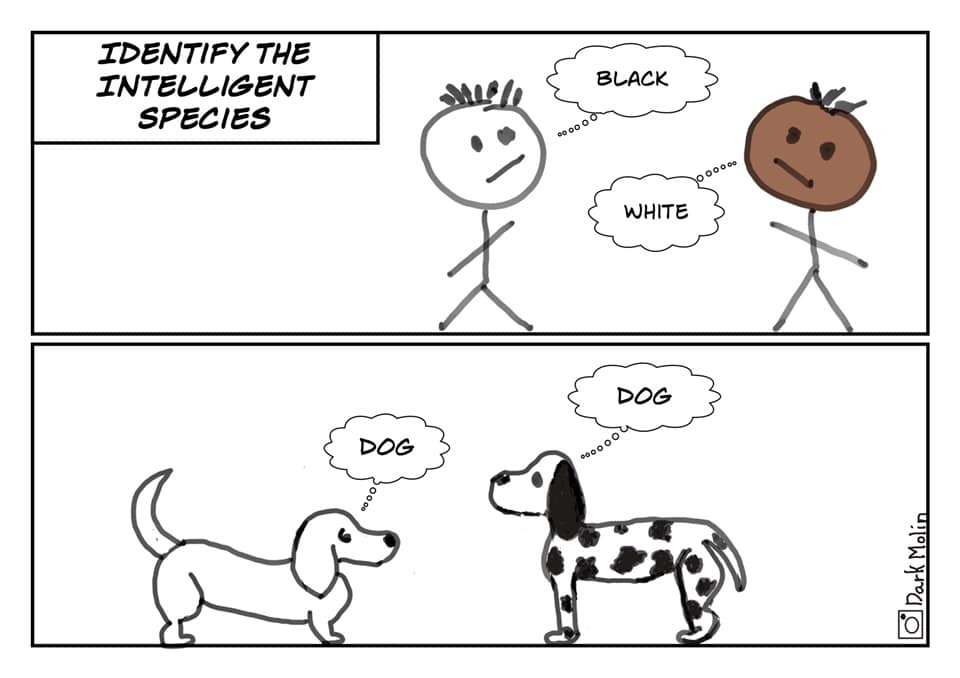 IDENTIFY THE
INTELLIGENT
SPECIES
BLACK
WHITE
DOG
DOG
Dark Molin